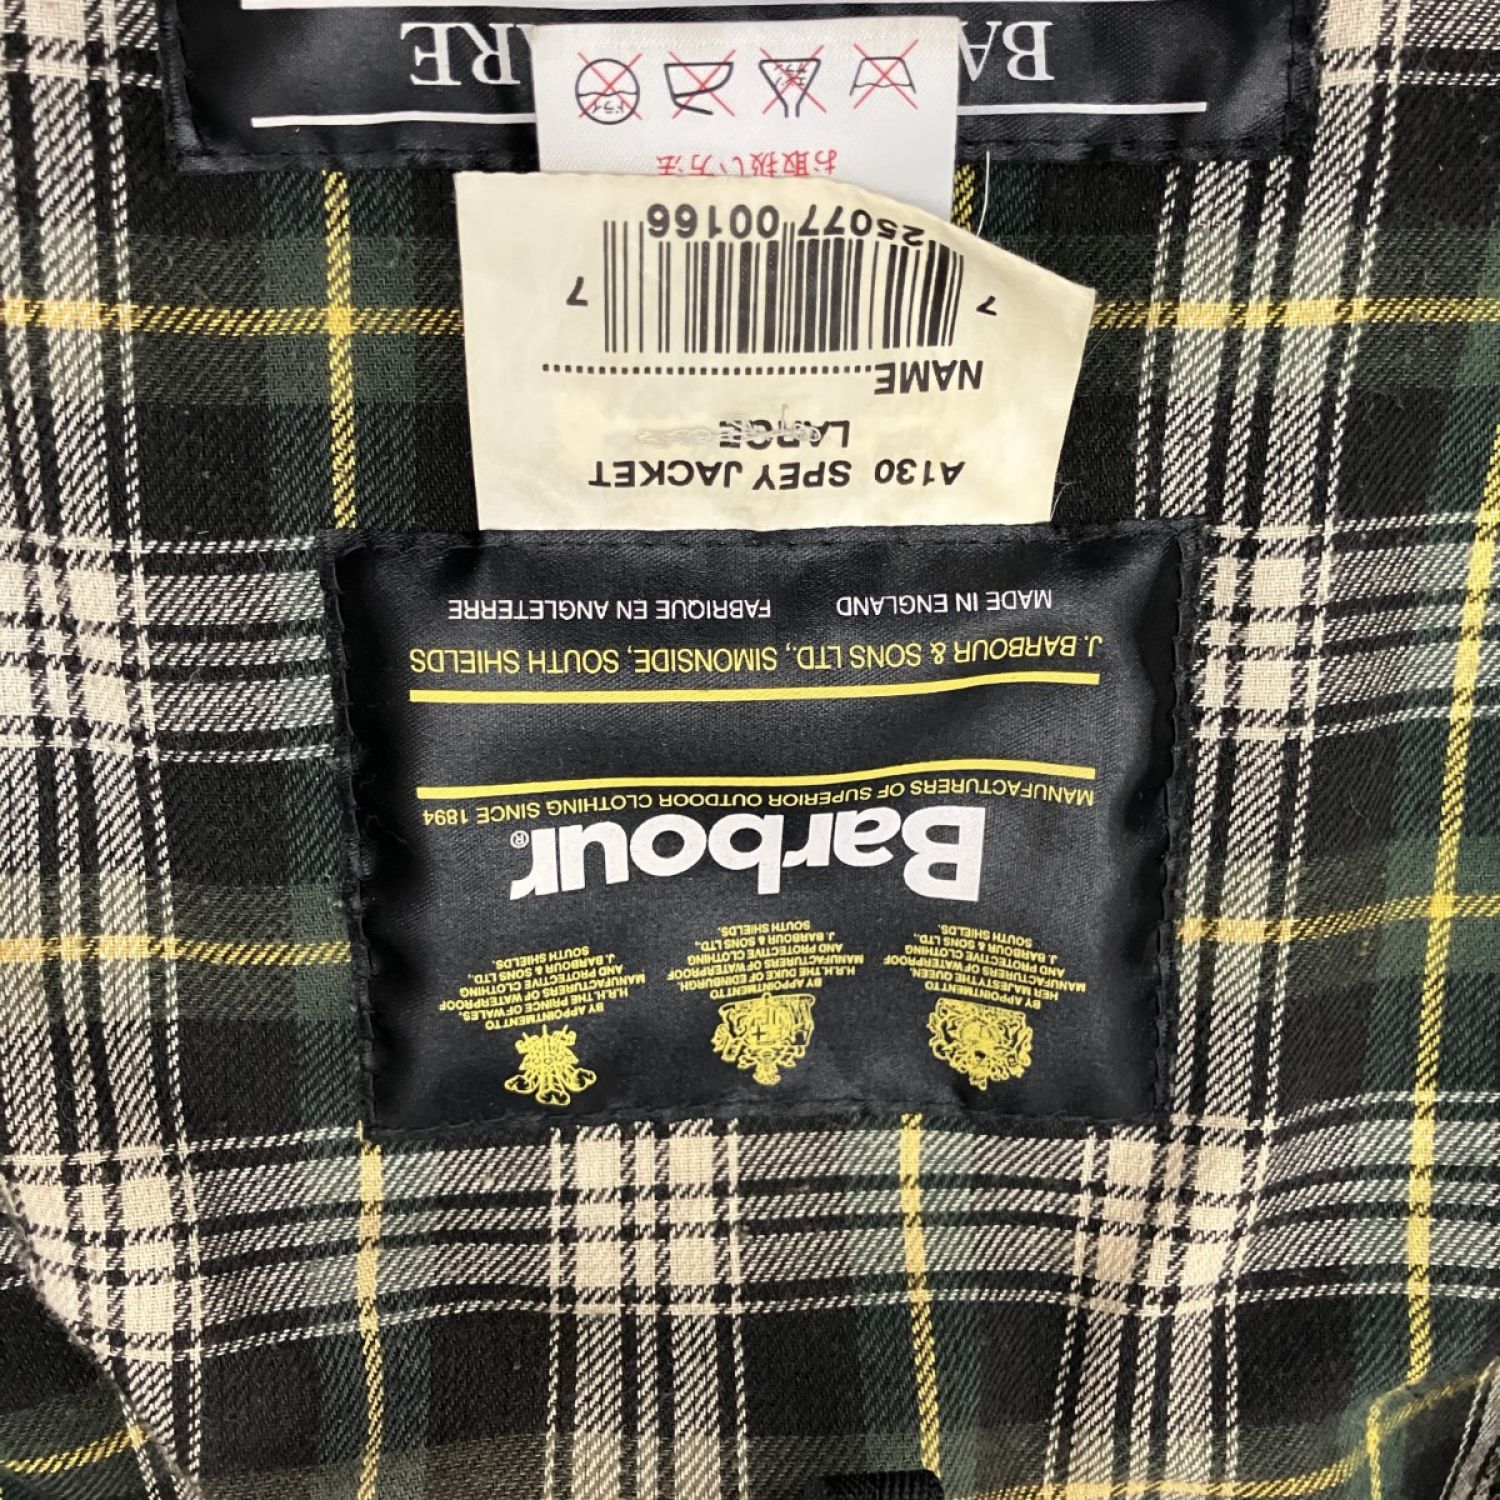 BY APPOINTMENT TO
HER MAJESTY THE QUEEN.
MANUFACTURERS OF WATERPROOF
AND PROTECTIVE CLOTHING
J. BARBOUR & SONS LTD.,
SOUTH SHIELDS.
BY APPOINTMENT TO
H.R.H. THE DUKE OF EDINBURGH.
MANUFACTURERS OF WATERPROOF
AND PROTECTIVE CLOTHING
J. BARBOUR & SONS LTD.,
SOUTH SHIELDS.
BY APPOINTMENT TO
H.R.H. THE PRINCE OF WALES.
MANUFACTURERS OF WATERPROOF
AND PROTECTIVE CLOTHING
J. BARBOUR & SONS LTD.,
SOUTH SHIELDS.
Barbour®
MANUFACTURERS OF SUPERIOR OUTDOOR CLOTHING SINCE 1894
J. BARBOUR & SONS LTD., SIMONSIDE, SOUTH SHIELDS
MADE IN ENGLAND FABRIQUE EN ANGLETERRE
A130 SPEY JACKET
LARGE
NAME....................................
7 25077 00166 7
お取扱い方法